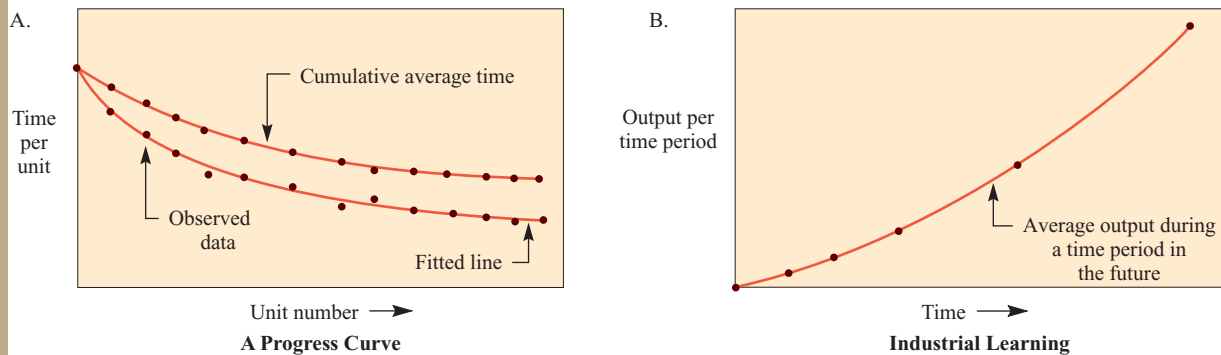 A.
Time
per
unit
Cumulative average time
Observed
data
Fitted line
Unit number
A Progress Curve
B.
Output per
time period
Average output during
a time period in
the future
Time
Industrial Learning